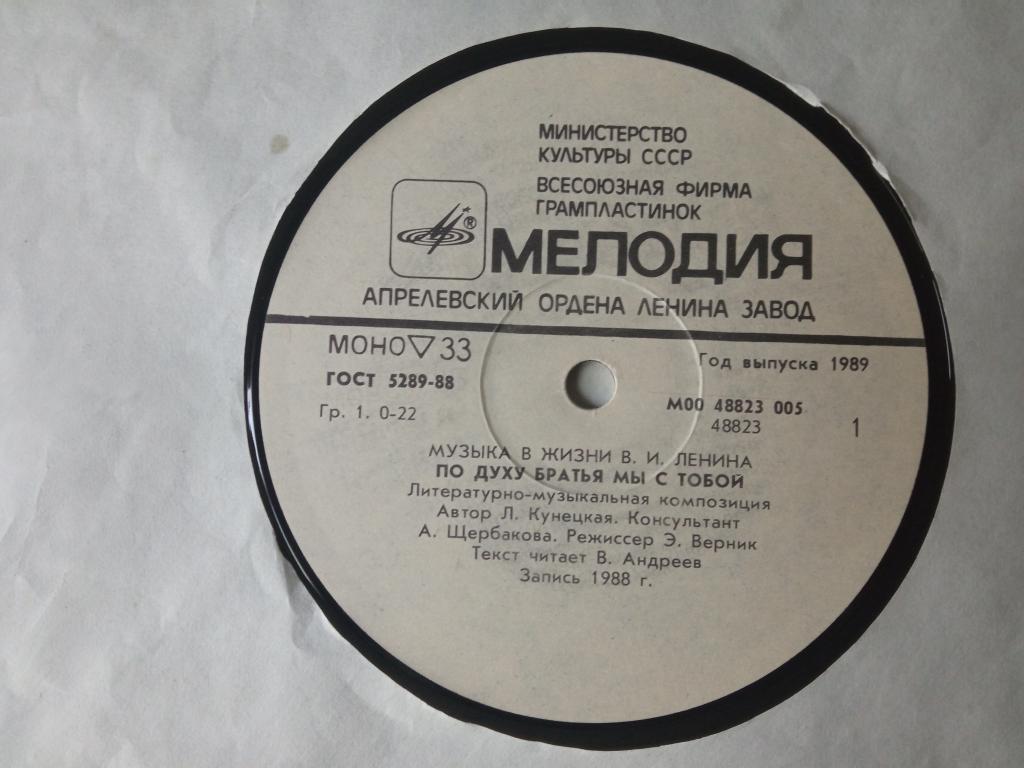 МИНИСТЕРСТВО
КУЛЬТУРЫ СССР
ВСЕСОЮЗНАЯ ФИРМА
ГРАМПЛАСТИНОК
®
МЕЛОДИЯ
АПРЕЛЕВСКИЙ ОРДЕНА ЛЕНИНА ЗАВОД
МОНО ▽ 33
Год выпуска 1989
ГОСТ 5289-88
М00 48823 005
Гр. 1. 0-22
48823
1
МУЗЫКА В ЖИЗНИ В. И. ЛЕНИНА
ПО ДУХУ БРАТЬЯ МЫ С ТОБОЙ
Литературно-музыкальная композиция
Автор Л. Кунецкая. Консультант
А. Щербакова. Режиссер Э. Верник
Текст читает В. Андреев
Запись 1988 г.